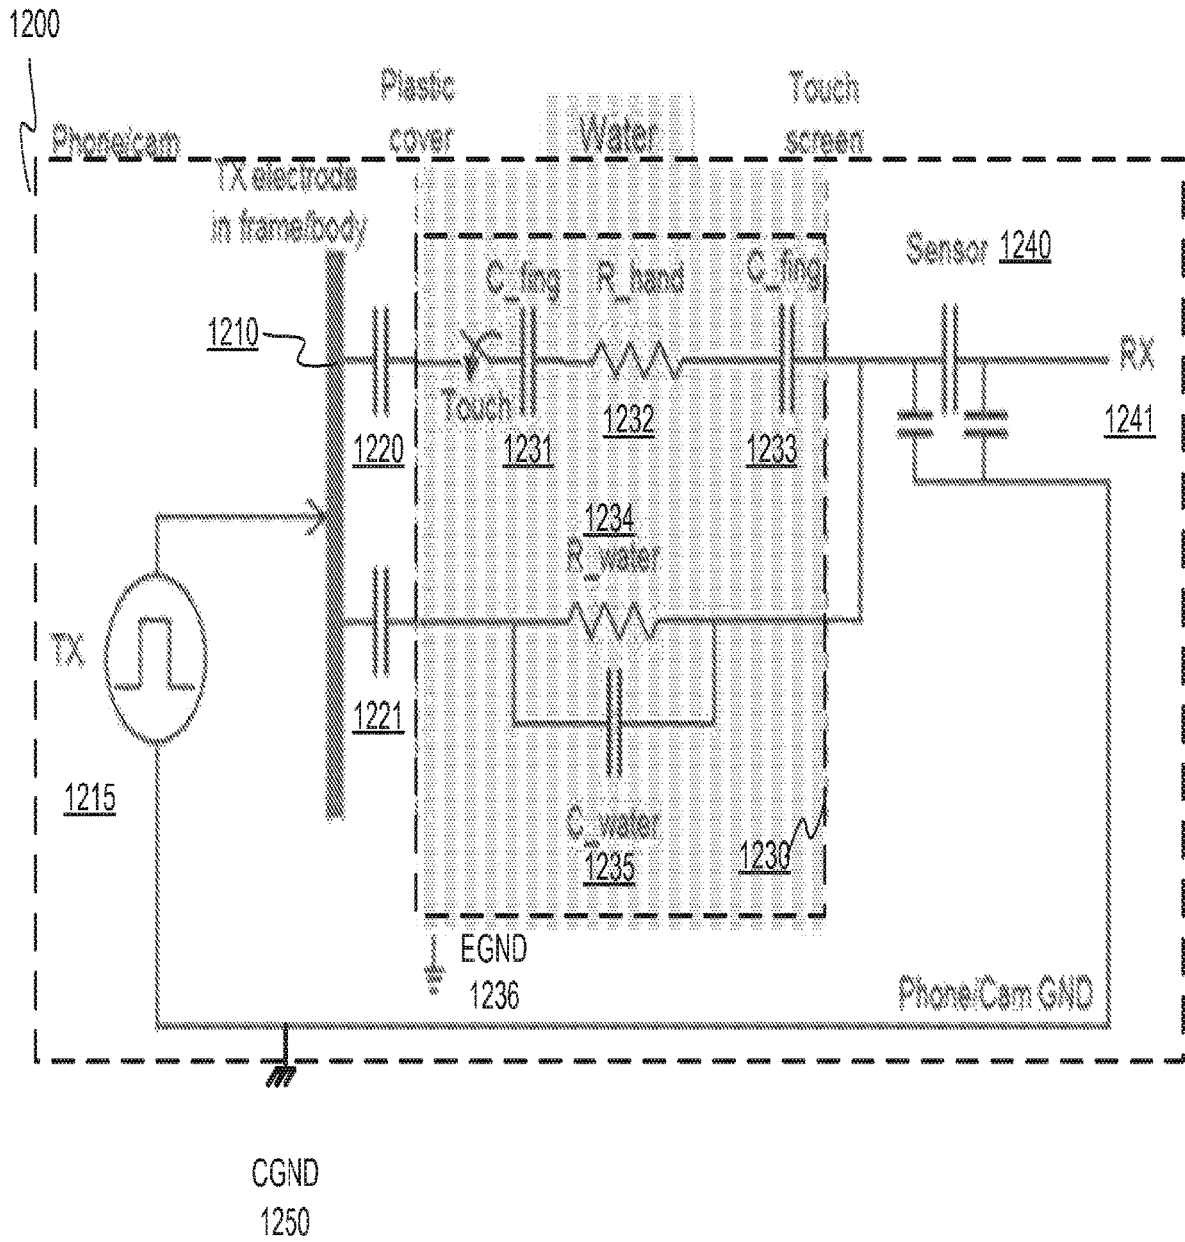 1200
Plastic
cover
Water
Touch
screen
Phone/cam
TX electrode
in frame/body
C_fing
R_hand
C_fing
Sensor 1240
1210
RX
Touch
1220
1231
1232
1233
1241
1234
R_water
TX
1221
1215
C_water
1235
1230
EGND
1236
Phone/Cam GND
CGND
1250